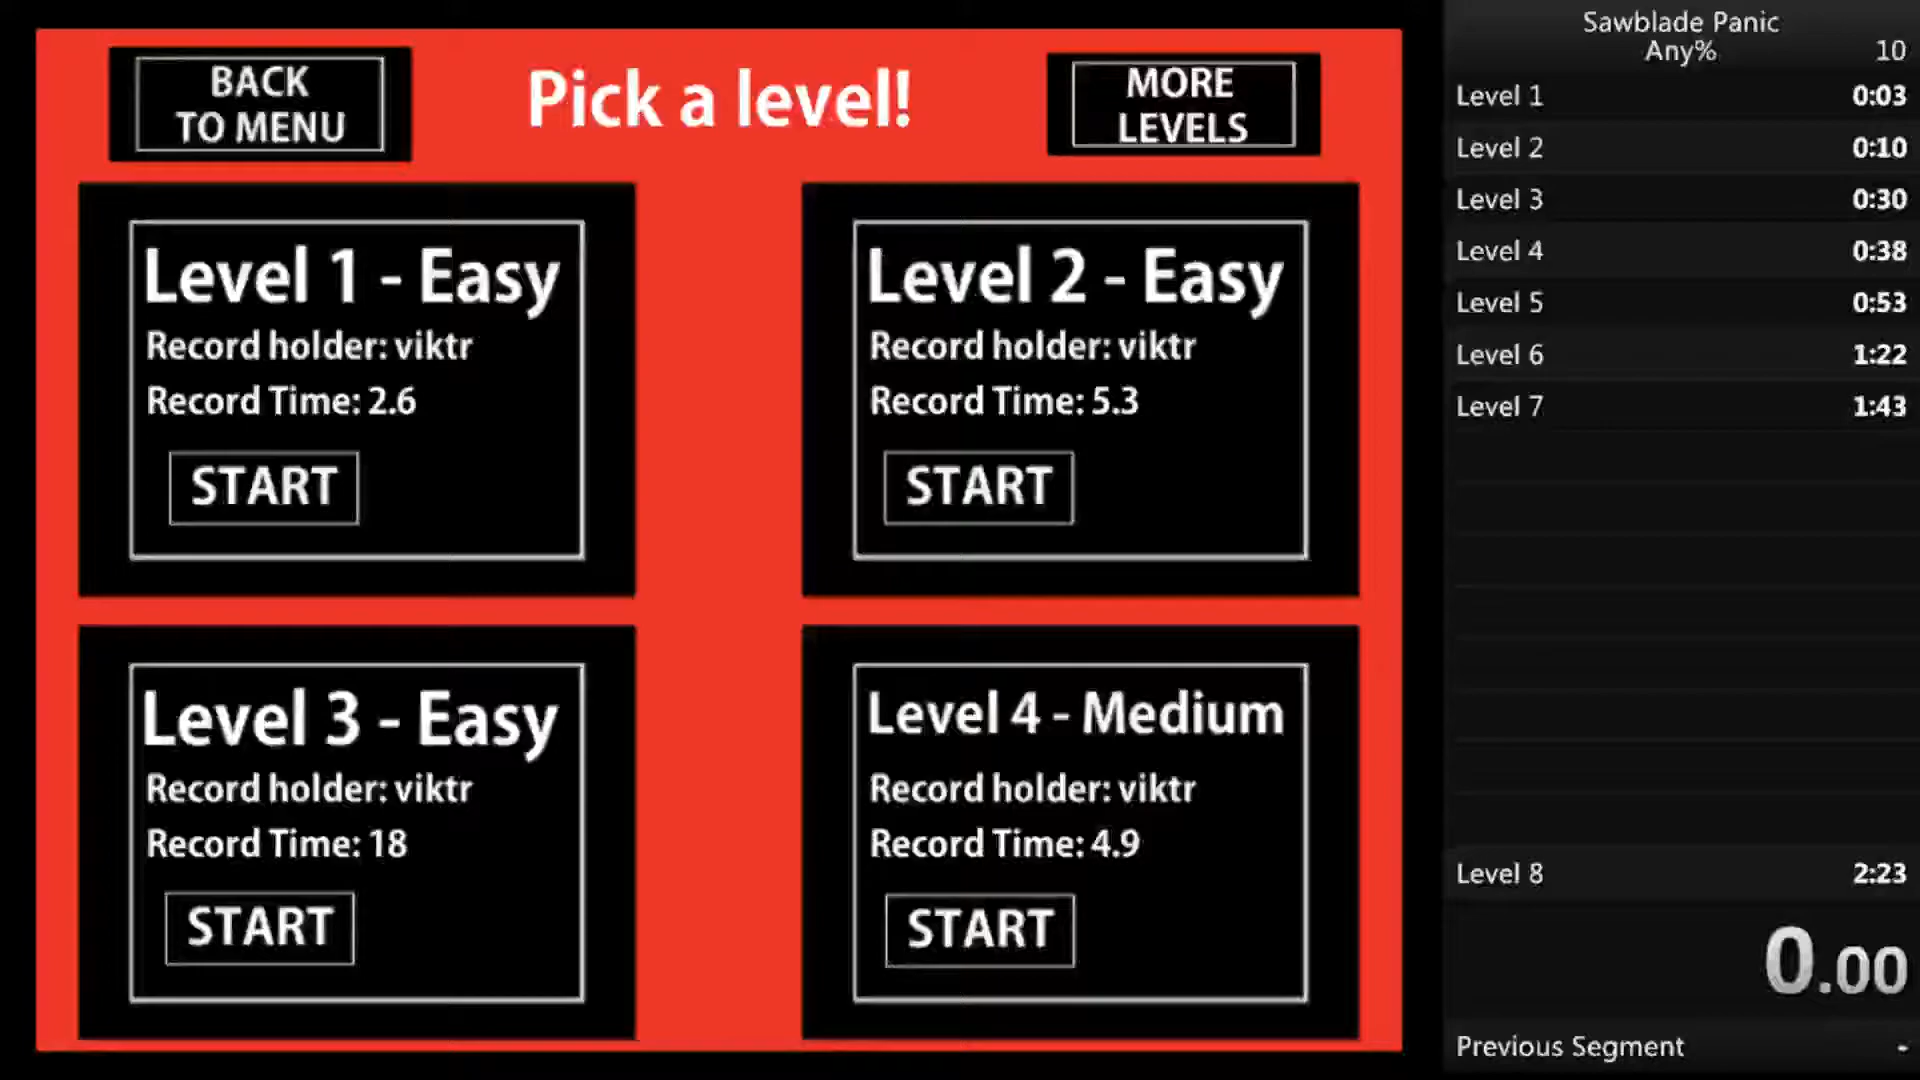 BACK
TO MENU
Pick a level!
MORE
LEVELS
Level 1 - Easy
Record holder: viktr
Record Time: 2.6
START
Level 2 - Easy
Record holder: viktr
Record Time: 5.3
START
Level 3 - Easy
Record holder: viktr
Record Time: 18
START
Level 4 - Medium
Record holder: viktr
Record Time: 4.9
START
Sawblade Panic
Any% 10
Level 1 0:03
Level 2 0:10
Level 3 0:30
Level 4 0:38
Level 5 0:53
Level 6 1:22
Level 7 1:43
Level 8 2:23
0.00
Previous Segment -